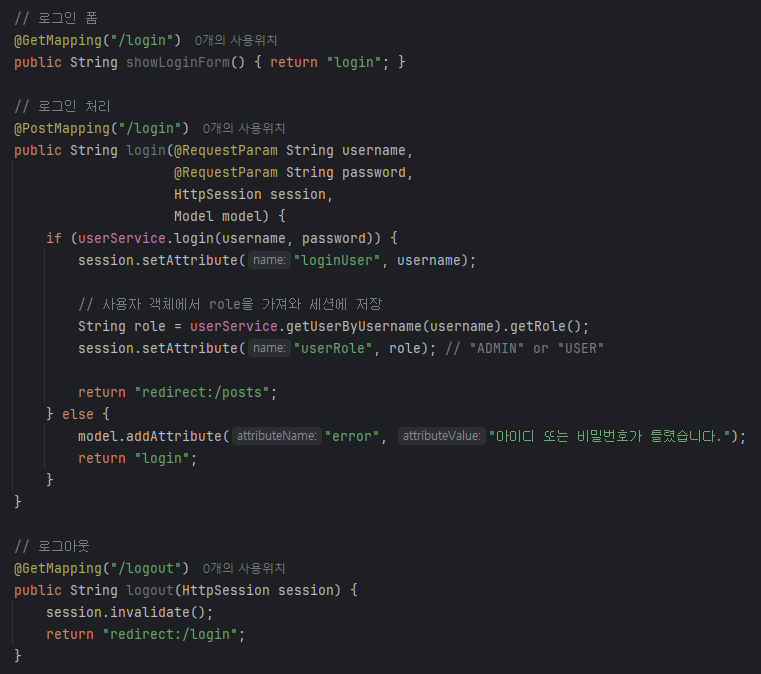 // 로그인 폼
@GetMapping("/login")  0개의 사용위치
public String showLoginForm() { return "login"; }
// 로그인 처리
@PostMapping("/login")  0개의 사용위치
public String login(@RequestParam String username,
@RequestParam String password,
HttpSession session,
Model model) {
if (userService.login(username, password)) {
session.setAttribute( name: "loginUser", username);
// 사용자 객체에서 role을 가져와 세션에 저장
String role = userService.getUserByUsername(username).getRole();
session.setAttribute( name: "userRole", role); // "ADMIN" or "USER"
return "redirect:/posts";
} else {
model.addAttribute( attributeName: "error", attributeValue: "아이디 또는 비밀번호가 틀렸습니다.");
return "login";
}
}
// 로그아웃
@GetMapping("/logout")  0개의 사용위치
public String logout(HttpSession session) {
session.invalidate();
return "redirect:/login";
}